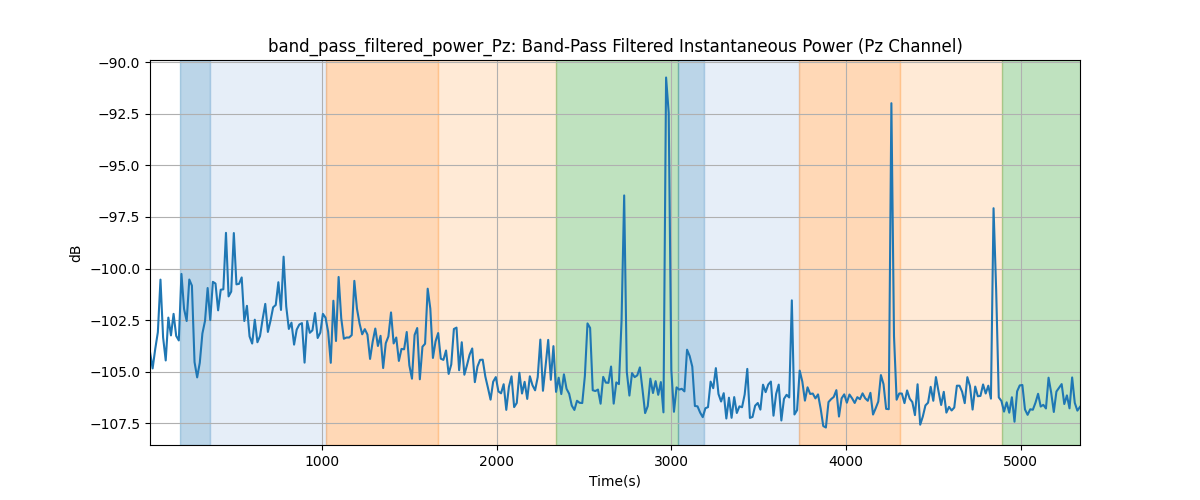 band_pass_filtered_power_Pz: Band-Pass Filtered Instantaneous Power (Pz Channel)
−90.0
−92.5
−95.0
−97.5
−100.0
−102.5
−105.0
−107.5
dB
1000 2000 3000 4000 5000
Time(s)